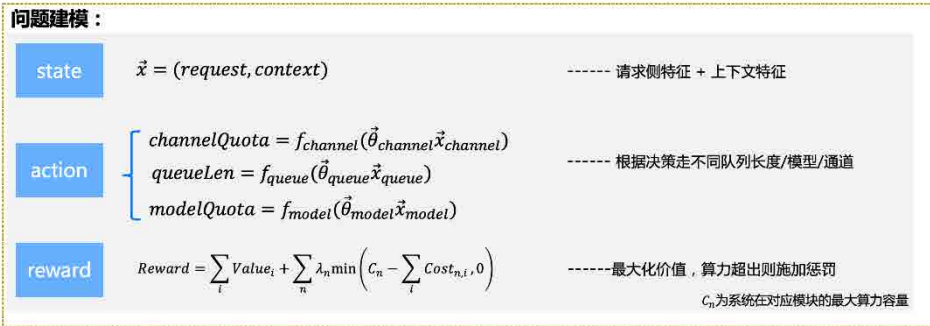 问题建模：
state
x⃗ = (request, context)
------ 请求侧特征 + 上下文特征
action
channelQuota = f_channel(θ⃗_channel x⃗_channel)
queueLen = f_queue(θ⃗_queue x⃗_queue)
modelQuota = f_model(θ⃗_model x⃗_model)
------ 根据决策走不同队列长度/模型/通道
reward
Reward = ∑_i Value_i + ∑_n λ_n min(C_n − ∑_i Cost_{n,i}, 0)
------最大化价值，算力超出则施加惩罚
C_n为系统在对应模块的最大算力容量